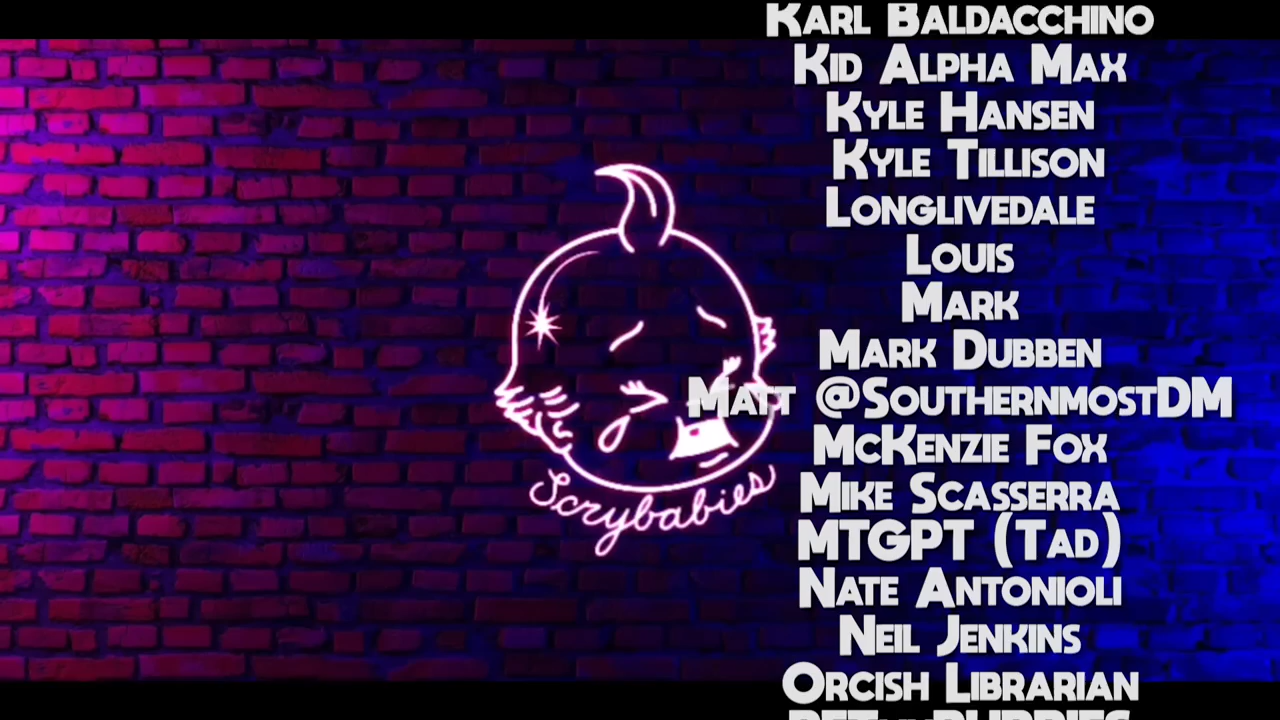 Karl Baldacchino
Kid Alpha Max
Kyle Hansen
Kyle Tillison
Longlivedale
Louis
Mark
Mark Dubben
Matt @SouthernmostDM
McKenzie Fox
Mike Scasserra
MTGPT (Tad)
Nate Antonioli
Neil Jenkins
Orcish Librarian
Scrybabies